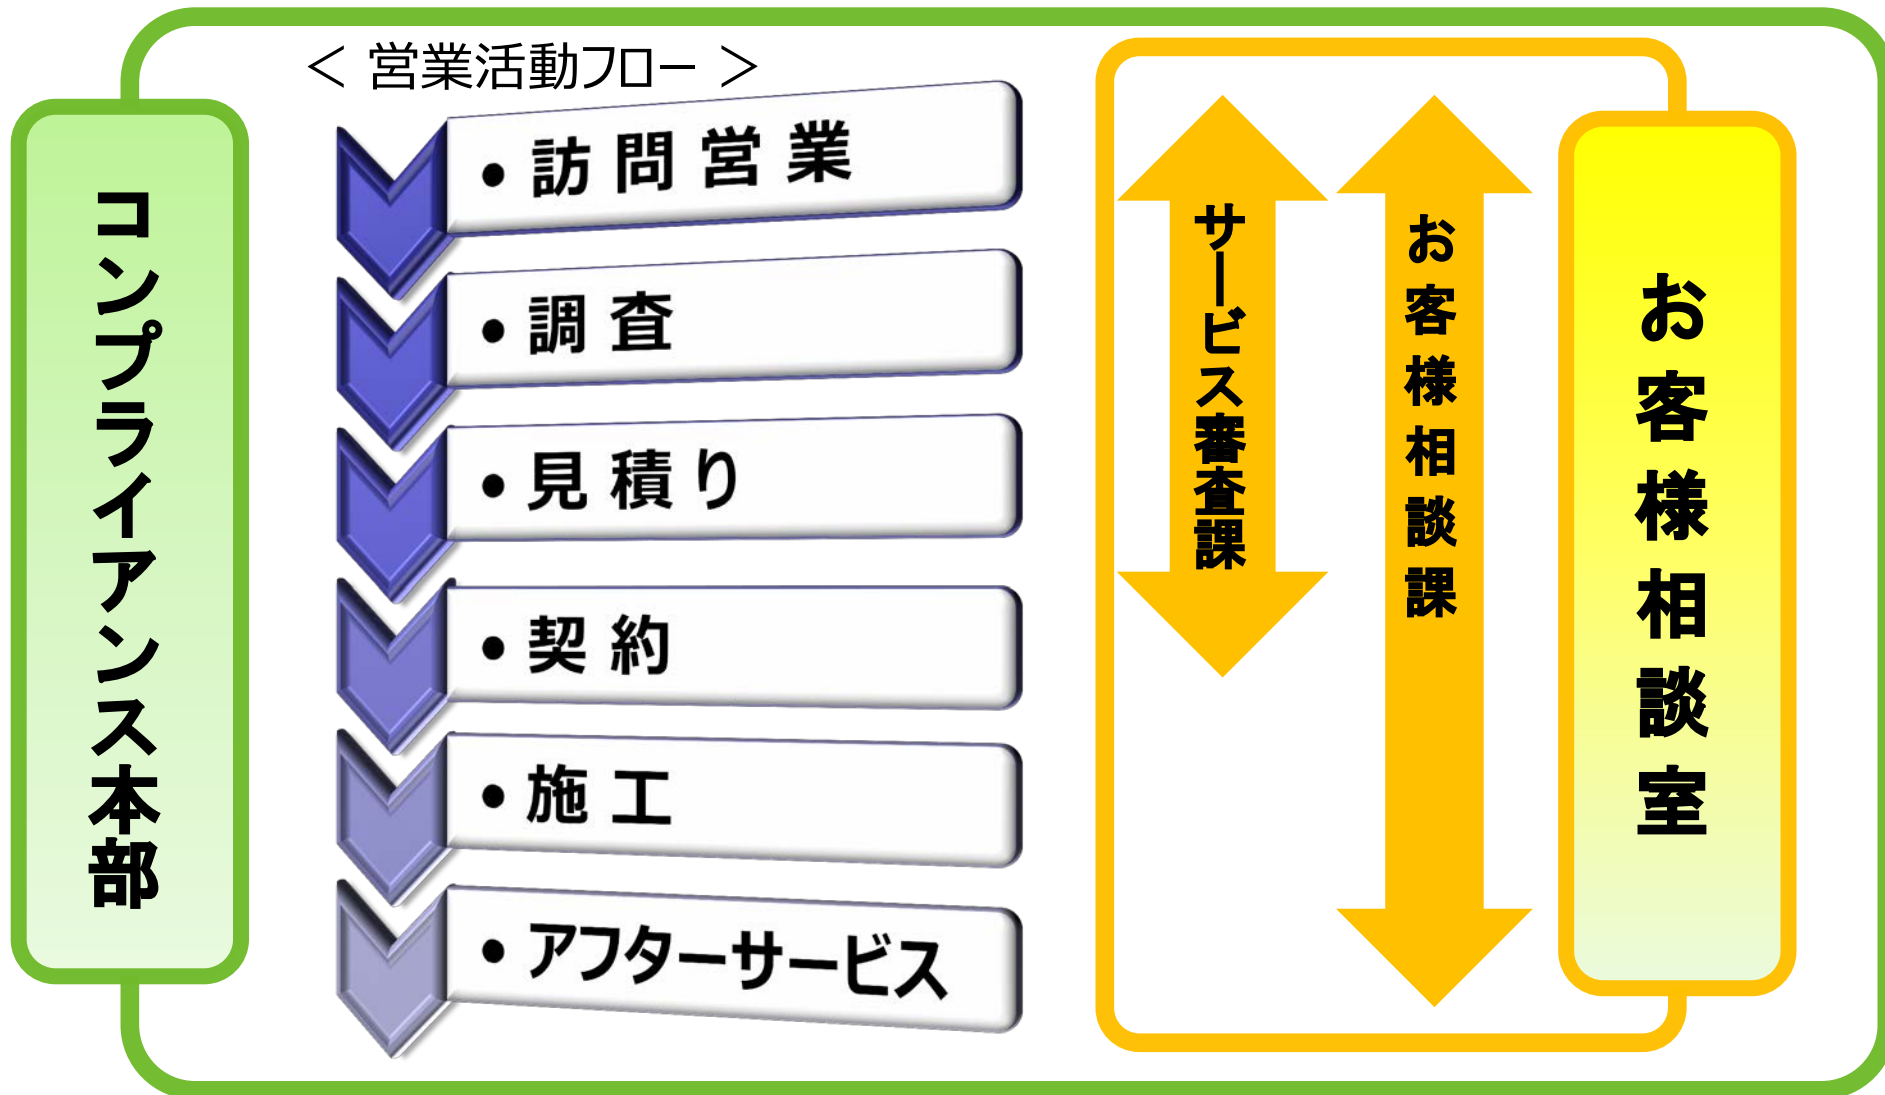 ＜ 営業活動フロー ＞
コンプライアンス本部
• 訪問営業
• 調査
• 見積り
• 契約
• 施工
• アフターサービス
サービス審査課
お客様相談課
お客様相談室